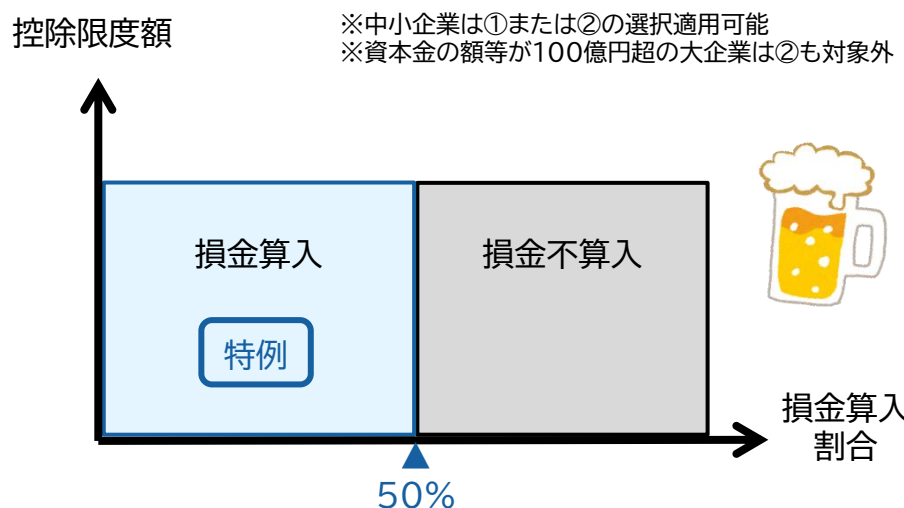 控除限度額
※中小企業は①または②の選択適用可能
※資本金の額等が100億円超の大企業は②も対象外
損金算入
損金不算入
特例
損金算入
割合
50%